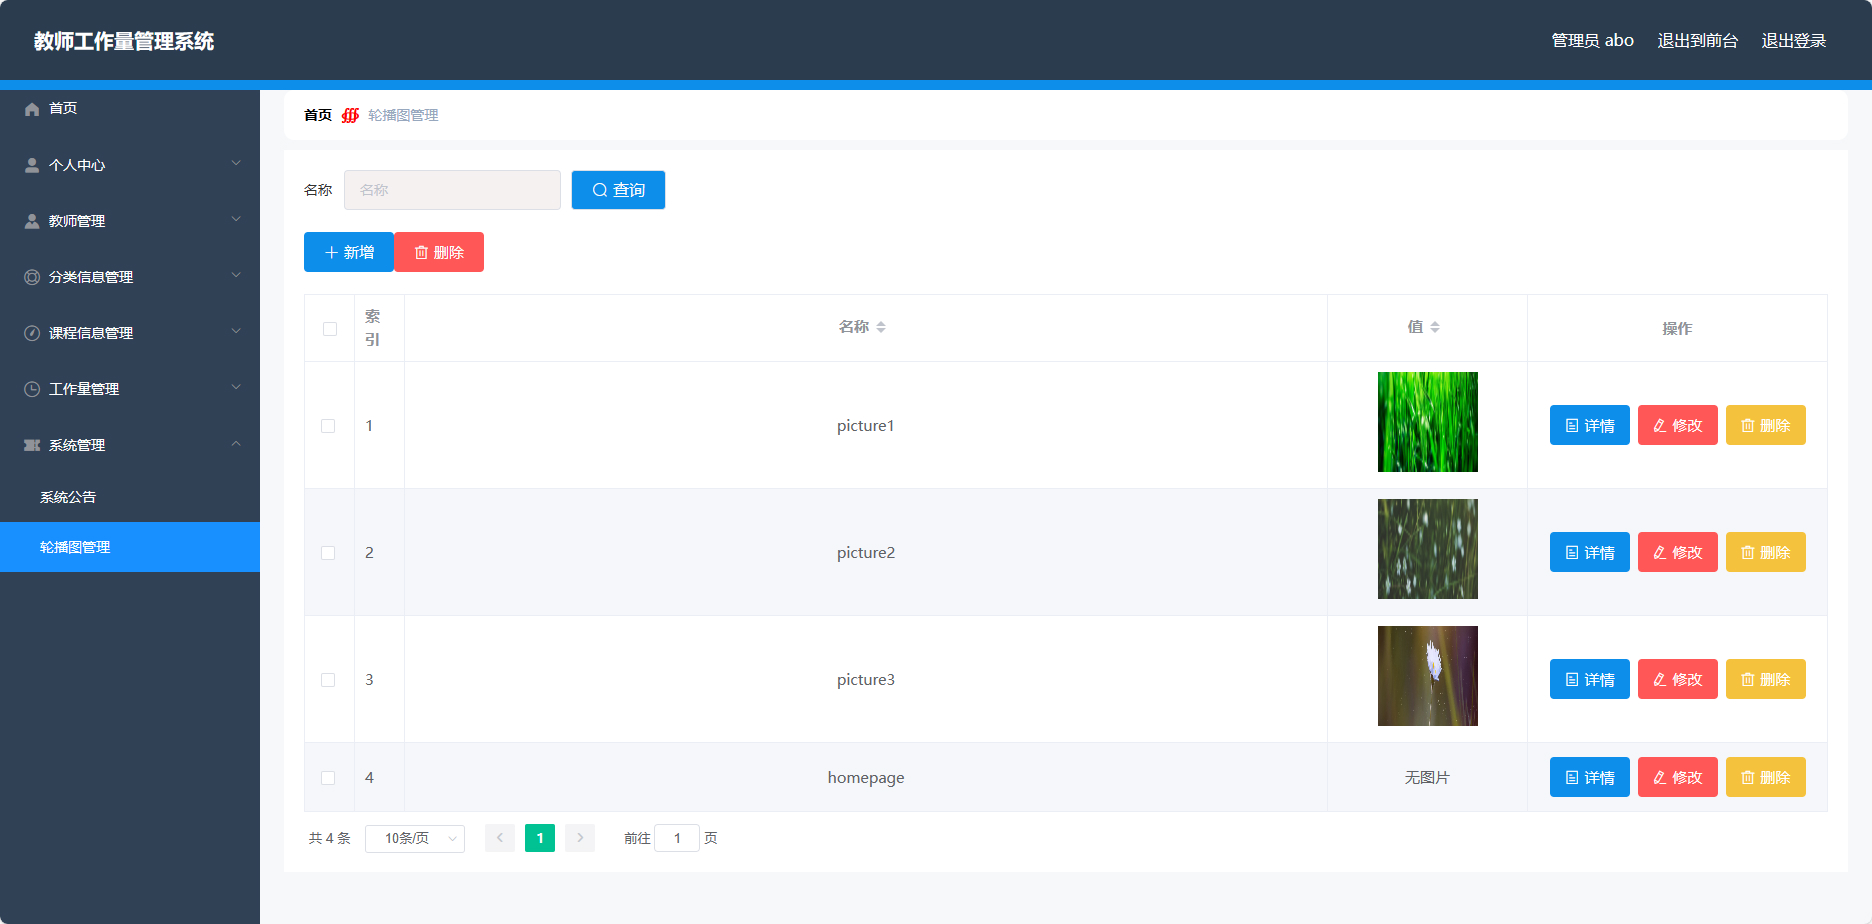 教师工作量管理系统
管理员 abo 退出到前台 退出登录
首页
个人中心
教师管理
分类信息管理
课程信息管理
工作量管理
系统管理
系统公告
轮播图管理
首页 轮播图管理
名称 名称 查询
新增 删除
索引 名称 值 操作
1 picture1 详情 修改 删除
2 picture2 详情 修改 删除
3 picture3 详情 修改 删除
4 homepage 无图片 详情 修改 删除
共 4 条 10条/页 1 前往 1 页